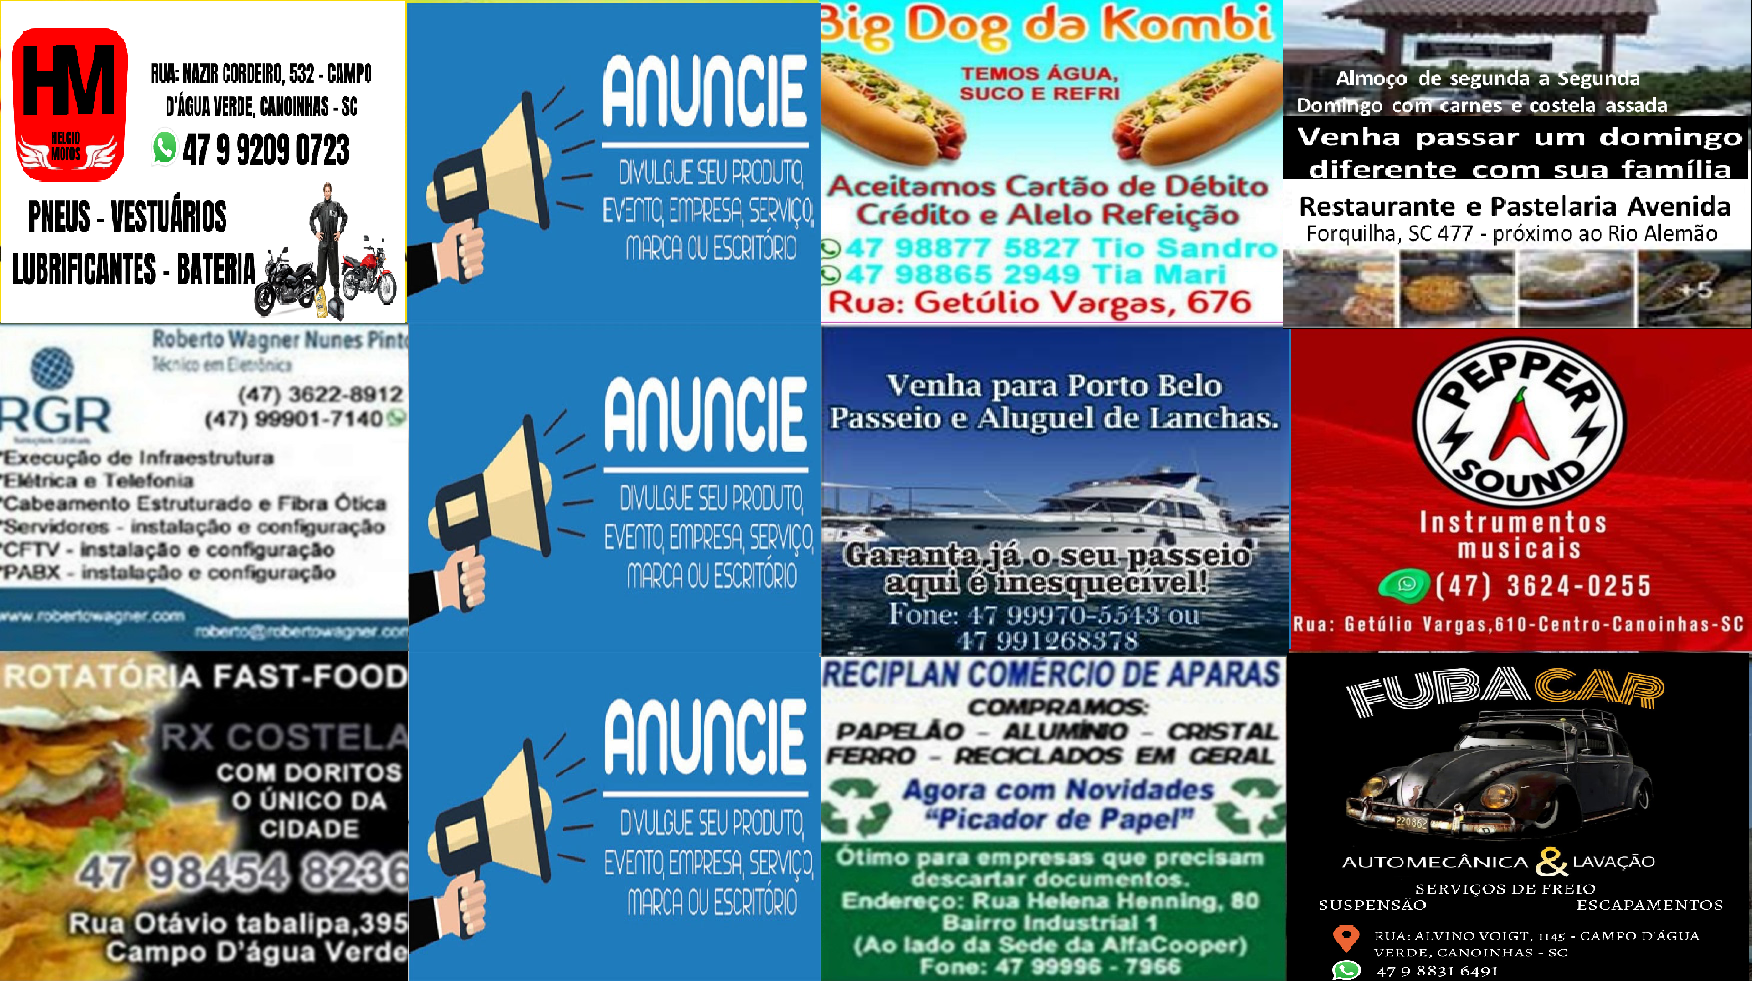 HM
HELCIO
MOTOS
RUA: NAZIR CORDEIRO, 532 - CAMPO
D'ÁGUA VERDE, CANOINHAS - SC
47 9 9209 0723
PNEUS - VESTUÁRIOS
LUBRIFICANTES - BATERIA
ANUNCIE
DIVULGUE SEU PRODUTO,
EVENTO, EMPRESA, SERVIÇO,
MARCA OU ESCRITÓRIO
Big Dog da Kombi
TEMOS ÁGUA,
SUCO E REFRI
Aceitamos Cartão de Débito
Crédito e Alelo Refeição
47 98877 5827 Tio Sandro
47 98865 2949 Tia Mari
Rua: Getúlio Vargas, 676
Almoço de segunda a Segunda
Domingo com carnes e costela assada
Venha passar um domingo
diferente com sua família
Restaurante e Pastelaria Avenida
Forquilha, SC 477 - próximo ao Rio Alemão
+5
Roberto Wagner Nunes Pinto
Técnico em Eletrônica
(47) 3622-8912
(47) 99901-7140
RGR
*Execução de Infraestrutura
*Elétrica e Telefonia
*Cabeamento Estruturado e Fibra Ótica
*Servidores - instalação e configuração
*CFTV - instalação e configuração
*PABX - instalação e configuração
www.robertowagner.com
roberto@robertowagner.com
ANUNCIE
DIVULGUE SEU PRODUTO,
EVENTO, EMPRESA, SERVIÇO,
MARCA OU ESCRITÓRIO
Venha para Porto Belo
Passeio e Aluguel de Lanchas.
Garanta já o seu passeio
aqui é inesquecível!
Fone: 47 99970-5543 ou
47 991268378
PEPPER
SOUND
Instrumentos
musicais
(47) 3624-0255
Rua: Getúlio Vargas,610-Centro-Canoinhas-SC
ROTATÓRIA FAST-FOOD
RX COSTELA
COM DORITOS
O ÚNICO DA
CIDADE
47 98454 8236
Rua Otávio tabalipa,395
Campo D'água Verde
ANUNCIE
DIVULGUE SEU PRODUTO,
EVENTO, EMPRESA, SERVIÇO,
MARCA OU ESCRITÓRIO
RECIPLAN COMÉRCIO DE APARAS
COMPRAMOS:
PAPELÃO - ALUMÍNIO - CRISTAL
FERRO - RECICLADOS EM GERAL
Agora com Novidades
"Picador de Papel"
Ótimo para empresas que precisam
descartar documentos.
Endereço: Rua Helena Henning, 80
Bairro Industrial 1
(Ao lado da Sede da AlfaCooper)
Fone: 47 99996 - 7966
FUBACAR
AUTOMECÂNICA & LAVAÇÃO
SERVIÇOS DE FREIO
SUSPENSÃO ESCAPAMENTOS
RUA: ALVINO VOIGT, 1145 - CAMPO D'ÁGUA
VERDE, CANOINHAS - SC
47 9 8831 6491